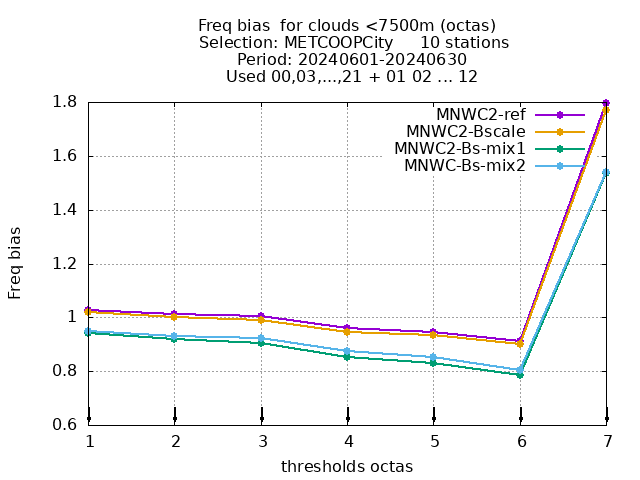 Freq bias  for clouds <7500m (octas)
Selection: METCOOPCity     10 stations
Period: 20240601-20240630
Used 00,03,...,21 + 01 02 ... 12
MNWC2-ref
MNWC2-Bscale
MNWC2-Bs-mix1
MNWC-Bs-mix2
1.8
1.6
1.4
1.2
1
0.8
0.6
Freq bias
1 2 3 4 5 6 7
thresholds octas